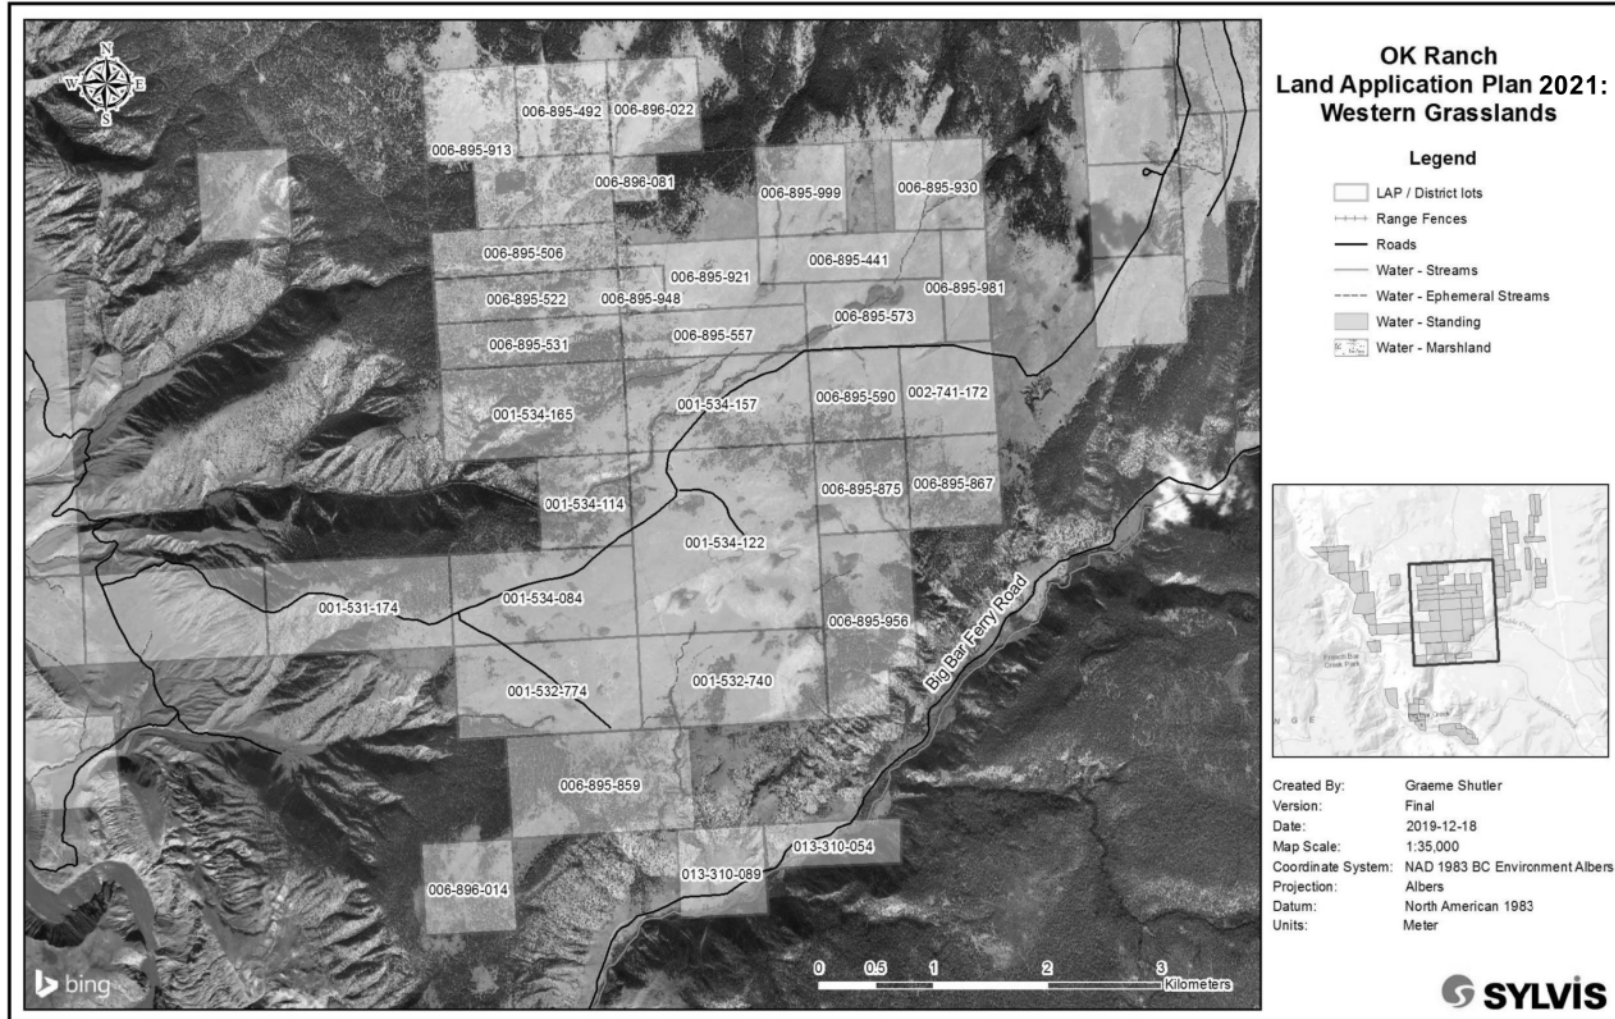 OK Ranch
Land Application Plan 2021:
Western Grasslands
Legend
LAP / District lots
Range Fences
Roads
Water - Streams
Water - Ephemeral Streams
Water - Standing
Water - Marshland
N
W E
S
006-895-492
006-896-022
006-895-913
006-896-081
006-895-999
006-895-930
006-895-506
006-895-921
006-895-441
006-895-522
006-895-948
006-895-981
006-895-573
006-895-531
006-895-557
001-534-165
001-534-157
006-895-590
002-741-172
001-534-114
006-895-875
006-895-867
001-534-122
001-531-174
001-534-084
006-895-956
001-532-774
001-532-740
Big Bar Ferry Road
006-895-859
013-310-054
006-896-014
013-310-089
0 0.5 1 2 3
Kilometers
bing
French Bar
Creek Park
N G E
Created By: Graeme Shutler
Version: Final
Date: 2019-12-18
Map Scale: 1:35,000
Coordinate System: NAD 1983 BC Environment Albers
Projection: Albers
Datum: North American 1983
Units: Meter
SYLVIS